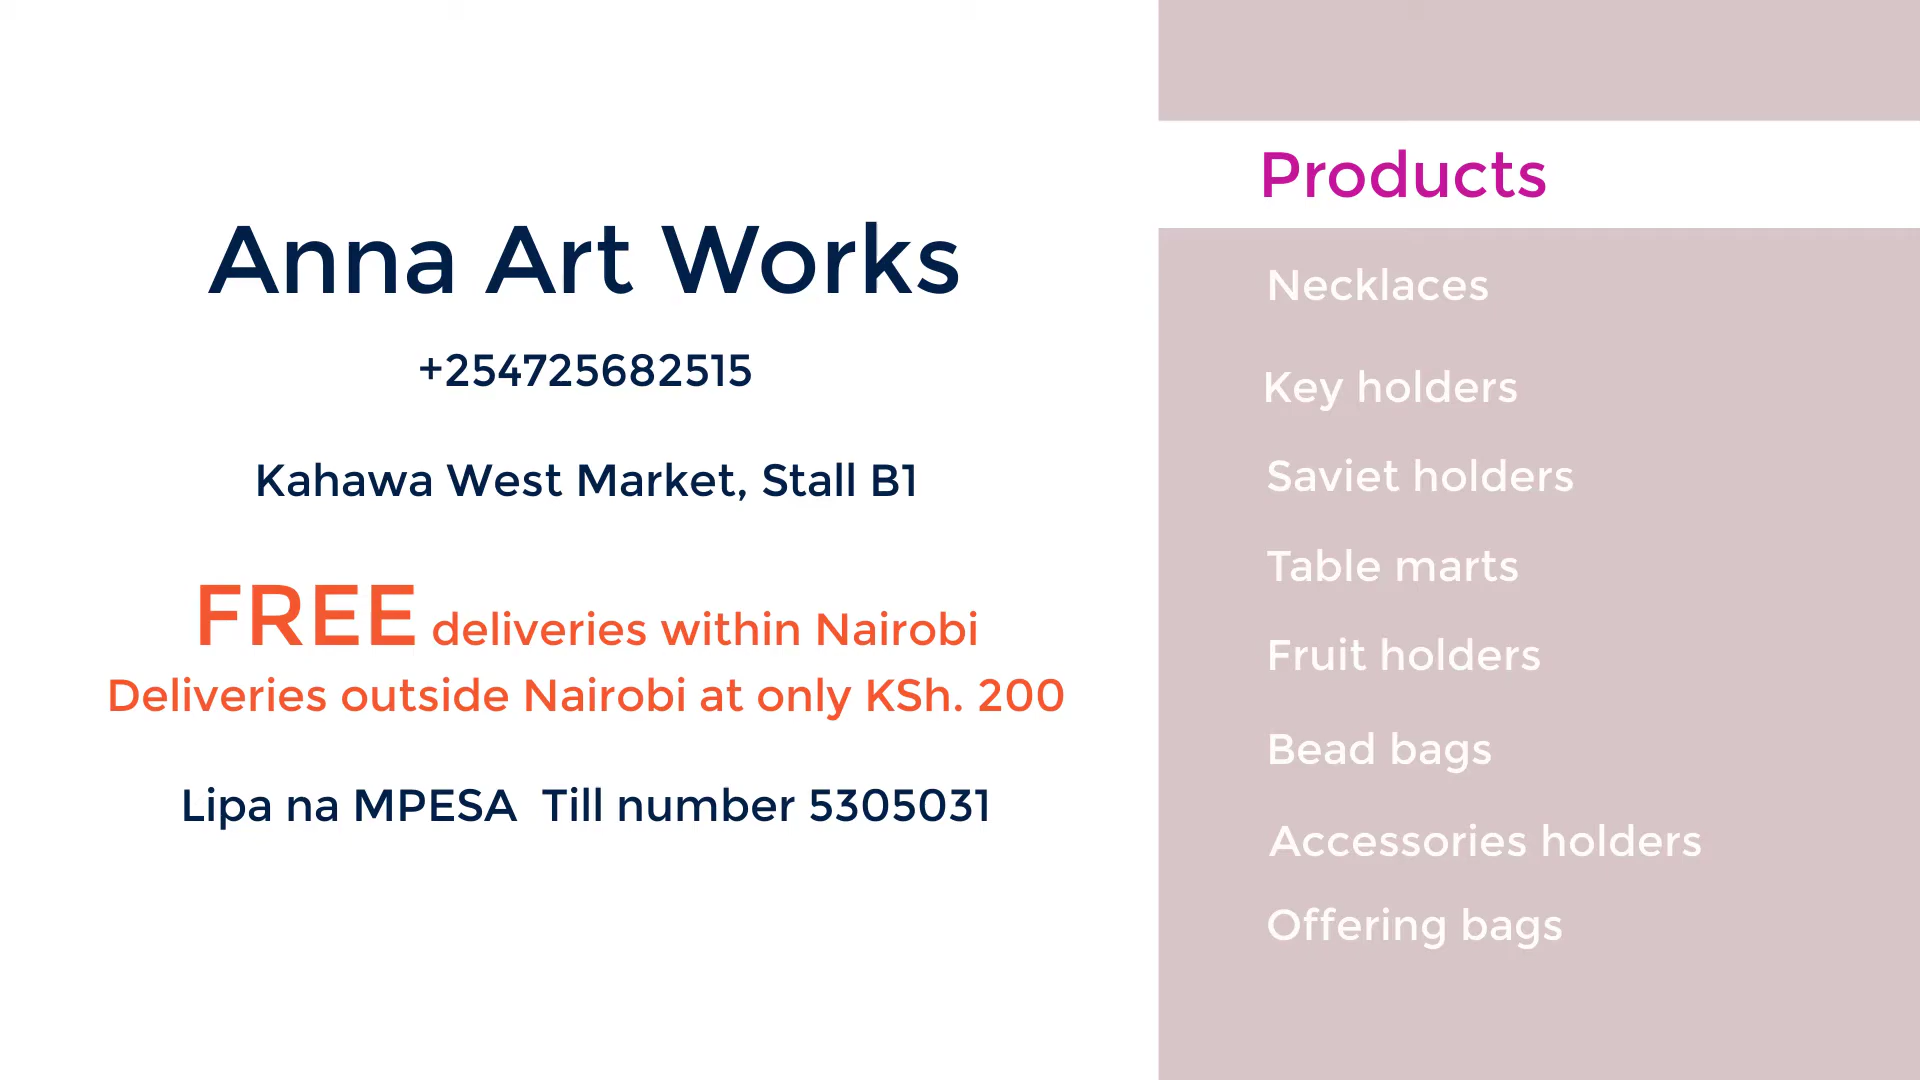 Anna Art Works
+254725682515
Kahawa West Market, Stall B1
FREE deliveries within Nairobi
Deliveries outside Nairobi at only KSh. 200
Lipa na MPESA  Till number 5305031
Products
Necklaces
Key holders
Saviet holders
Table marts
Fruit holders
Bead bags
Accessories holders
Offering bags